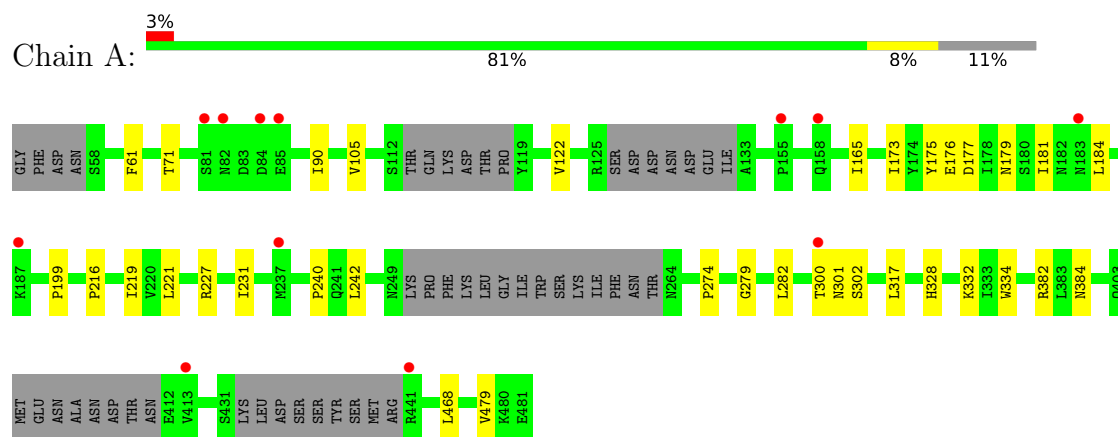 3%
Chain A:
81% 8% 11%
GLY PHE ASP ASN S58 F61 T71 S81 N82 D83 D84 E85 I90 V105 S112 THR GLN LYS ASP THR PRO Y119 V122 R125 SER ASP ASP ASN ASP GLU ILE A133 P155 Q158 I165 I173 Y174 Y175 E176 D177 I178 N179 S180 I181 N182 N183 L184
K187 P199 P216 I219 V220 L221 R227 I231 M237 P240 Q241 L242 N249 LYS PRO PHE LYS LEU GLY ILE TRP SER LYS ILE PHE ASN THR N264 P274 G279 L282 T300 N301 S302 L317 H328 K332 I333 W334 R382 L383 N384
MET GLU ASN ALA ASN ASP THR ASN E412 V413 S431 LYS LEU ASP SER SER TYR SER MET ARG R441 L468 V479 K480 E481